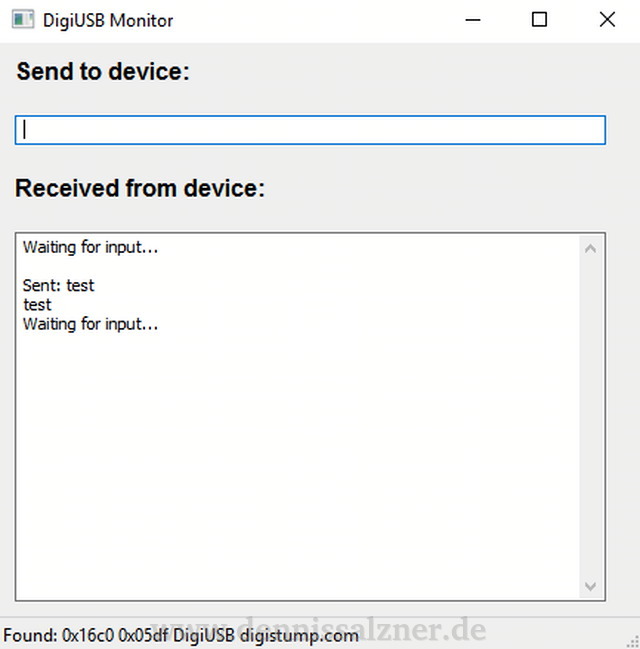 DigiUSB Monitor
Send to device:
Received from device:
Waiting for input...
Sent: test
test
Waiting for input...
Found: 0x16c0 0x05df DigiUSB digistump.com
www.dennissalzner.de